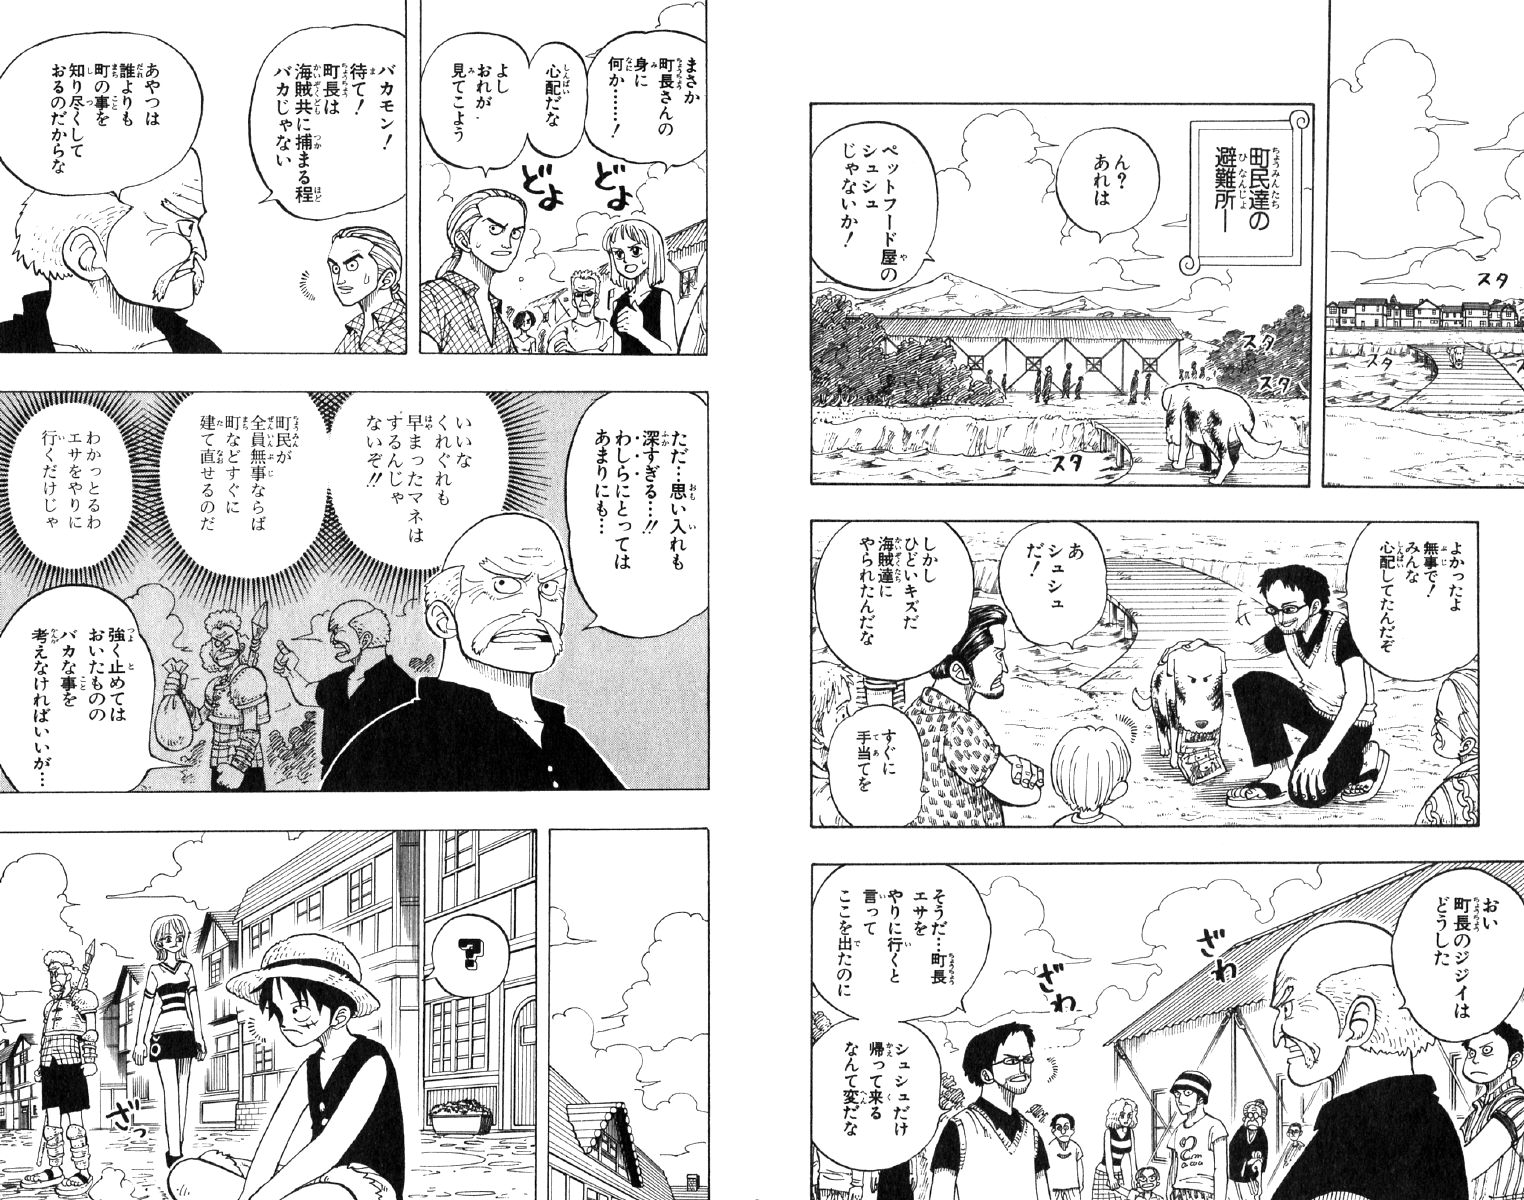 スタ
スタ
町民達の
避難所ー
ん?
あれは
ペットフード屋の
シュシュ
じゃないか!
スタ
スタ
スタ
よかったよ
無事で!
みんな
心配してたんだぞ
あ
シュシュ
だ!
しかし
ひどいキズだ
海賊達に
やられたんだな
すぐに
手当てを
おい
町長のジジイは
どうした
ざわ
ざわ
そうだ…町長
エサを
やりに行くと
言って
ここを出たのに
シュシュだけ
帰って来る
なんて変だな
まさか
町長さんの
身に
何か……!
心配だな
よし
おれが
見てこよう
どよ
どよ
バカモン!
待て!
町長は
海賊共に捕まる程
バカじゃない
あやつは
誰よりも
町の事を
知り尽くして
おるのだからな
ただ…思い入れも
深すぎる…!!
わしらにとっては
あまりにも…
いいな
くれぐれも
早まったマネは
するんじゃ
ないぞ!!
町民が
全員無事ならば
町などすぐに
建て直せるのだ
わかっとるわ
エサをやりに
行くだけじゃ
強く止めては
おいたものの
バカな事を
考えなければいいが…
?
ざっ